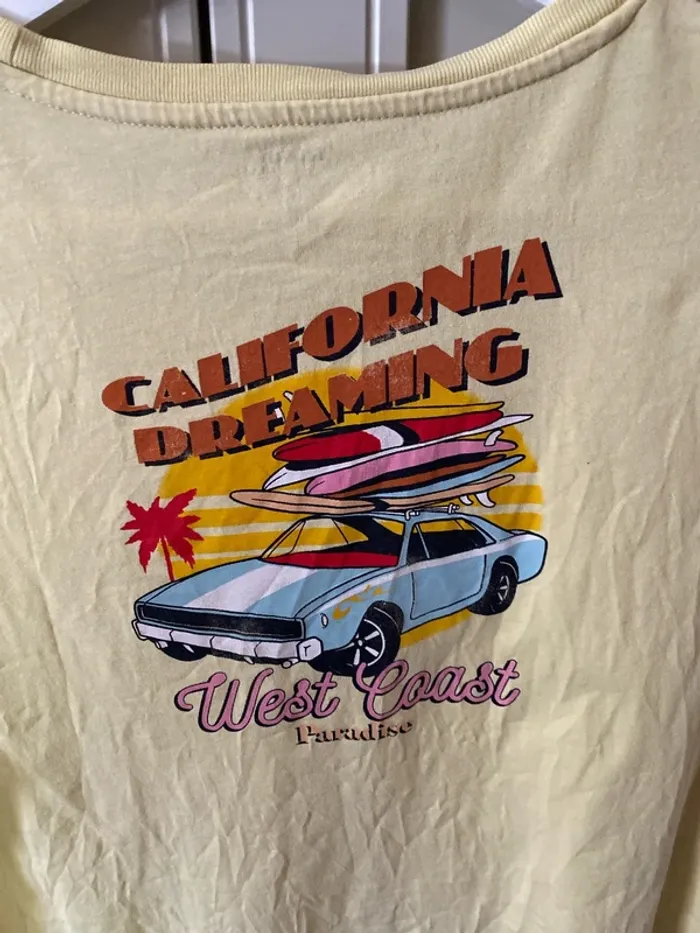 CALIFORNIA
DREAMING
West Coast
Paradise